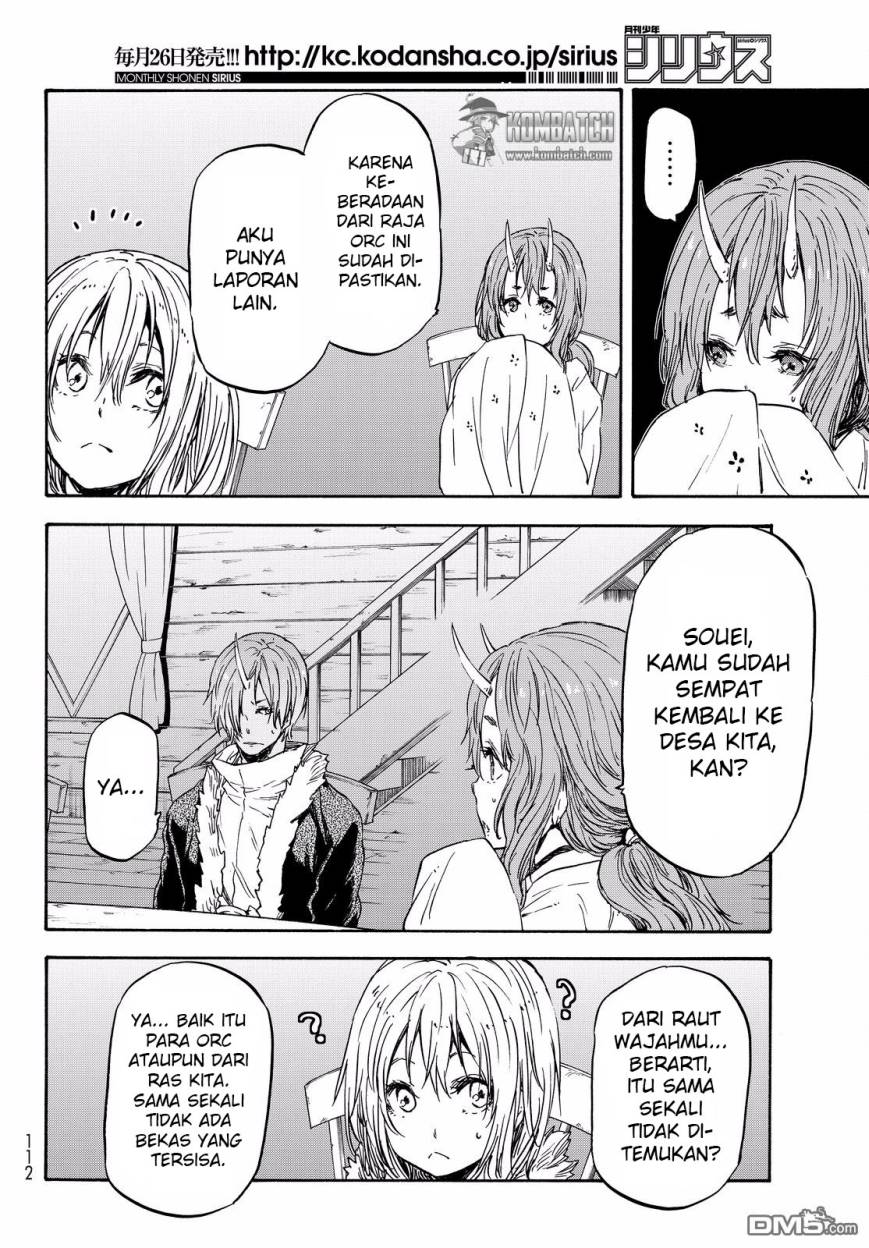 毎月26日発売!!! http://kc.kodansha.co.jp/sirius
MONTHLY SHONEN SIRIUS
月刊少年
シリウス
KOMBATCH
www.kombatch.com
......
KARENA
KE-
BERADAAN
DARI RAJA
ORC INI
SUDAH DI-
PASTIKAN.
AKU
PUNYA
LAPORAN
LAIN.
SOUEI,
KAMU SUDAH
SEMPAT
KEMBALI KE
DESA KITA,
KAN?
YA...
DARI RAUT
WAJAHMU...
BERARTI,
ITU SAMA
SEKALI
TIDAK DI-
TEMUKAN?
?
?
YA... BAIK ITU
PARA ORC
ATAUPUN DARI
RAS KITA.
SAMA SEKALI
TIDAK ADA
BEKAS YANG
TERSISA.
112
DM5.com